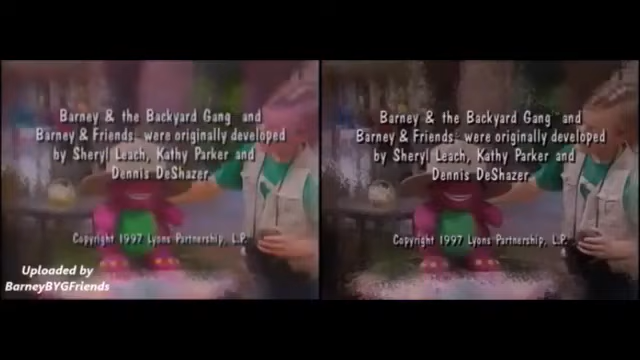 Barney & the Backyard Gang and
Barney & Friends were originally developed
by Sheryl Leach, Kathy Parker and
Dennis DeShazer
Copyright 1997 Lyons Partnership, L.P.
Barney & the Backyard Gang and
Barney & Friends were originally developed
by Sheryl Leach, Kathy Parker and
Dennis DeShazer
Copyright 1997 Lyons Partnership, L.P.
Uploaded by
BarneyBYGFriends